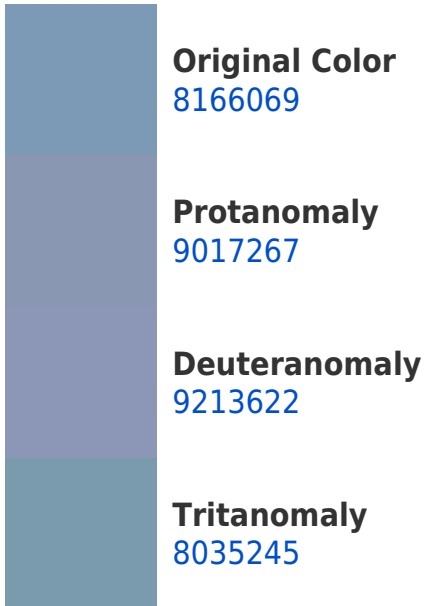 Original Color
8166069
Protanomaly
9017267
Deuteranomaly
9213622
Tritanomaly
8035245